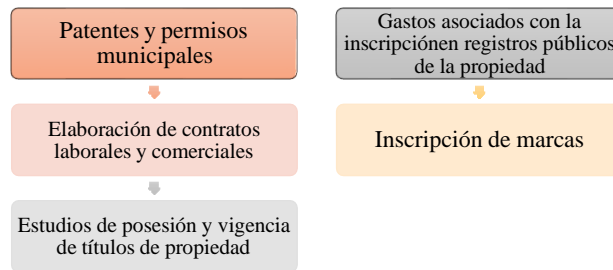 Patentes y permisos
municipales
Elaboración de contratos
laborales y comerciales
Estudios de posesión y vigencia
de títulos de propiedad
Gastos asociados con la
inscripciónen registros públicos
de la propiedad
Inscripción de marcas